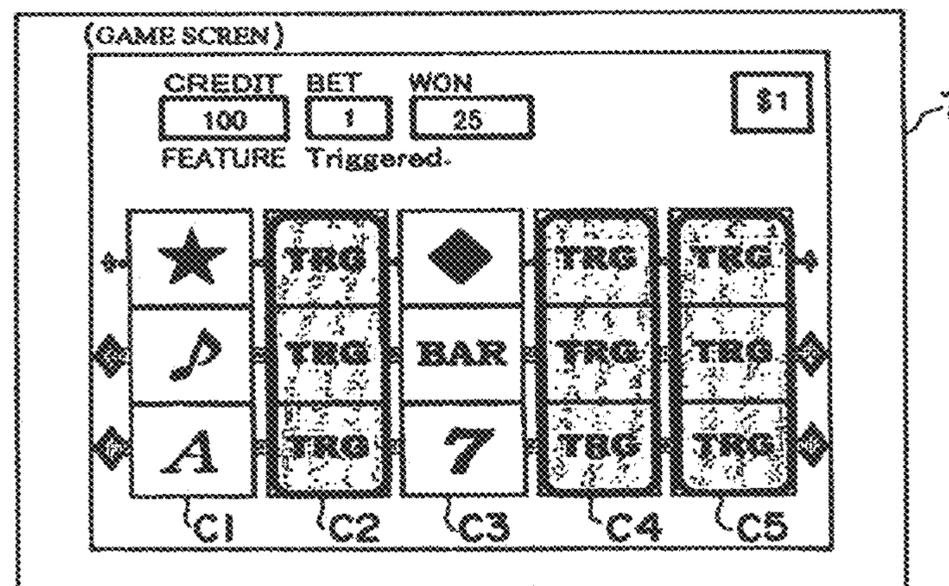 (GAME SCREN)
CREDIT BET WON
100 1 25
$1
FEATURE Triggered.
TRG TRG TRG
TRG BAR TRG TRG
A TRG 7 TBG TRG
C1 C2 C3 C4 C5